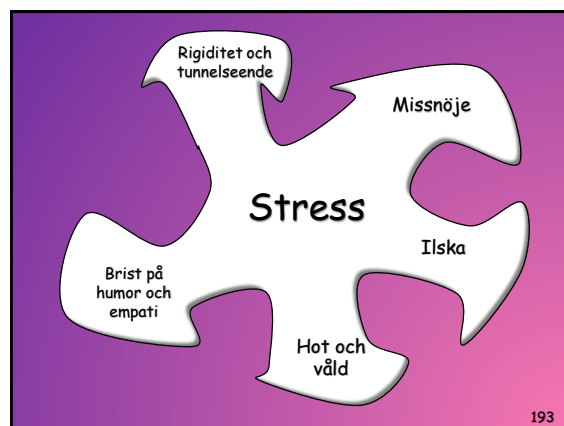 Rigiditet och
tunnelseende
Missnöje
Stress
Ilska
Brist på
humor och
empati
Hot och
våld
193